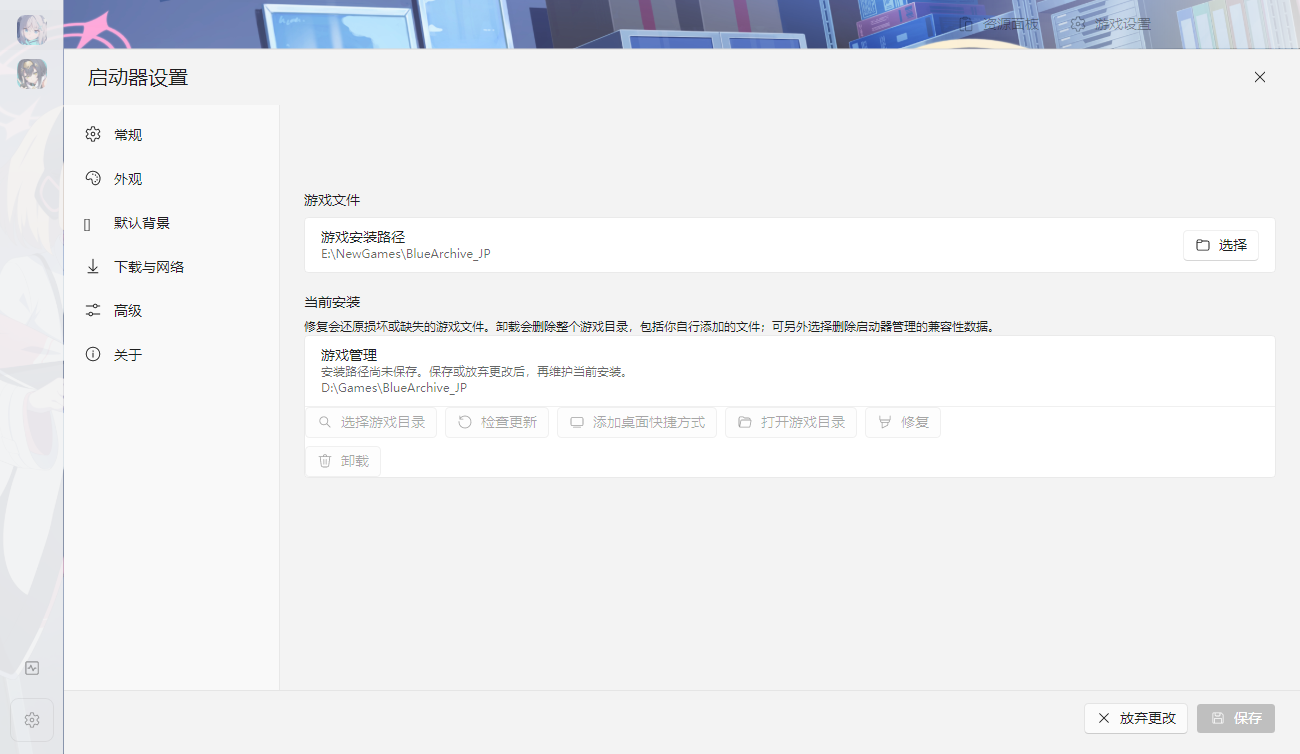 资源面板
游戏设置
启动器设置
常规
外观
默认背景
下载与网络
高级
关于
游戏文件
游戏安装路径
E:\NewGames\BlueArchive_JP
选择
当前安装
修复会还原损坏或缺失的游戏文件。卸载会删除整个游戏目录，包括你自行添加的文件；可另外选择删除启动器管理的兼容性数据。
游戏管理
安装路径尚未保存。保存或放弃更改后，再维护当前安装。
D:\Games\BlueArchive_JP
选择游戏目录
检查更新
添加桌面快捷方式
打开游戏目录
修复
卸载
放弃更改
保存